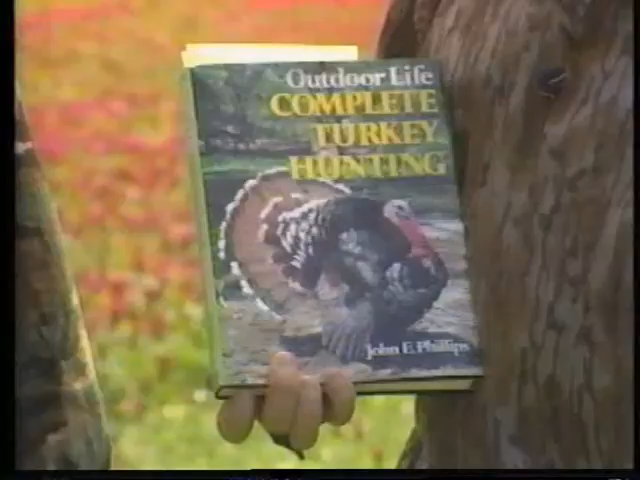 Outdoor Life
COMPLETE
TURKEY
HUNTING
John E. Phillips